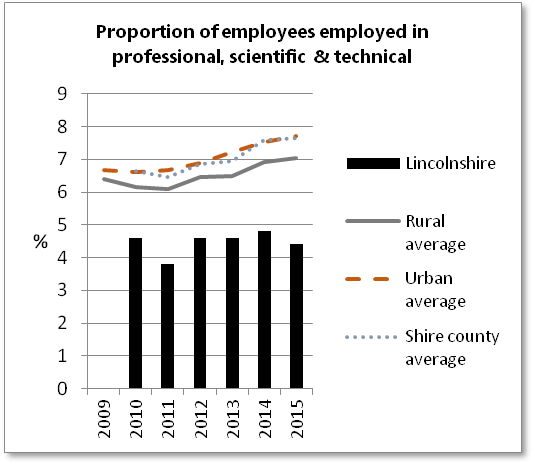 Proportion of employees employed in
professional, scientific & technical
9
8
7
6
5
4
3
2
1
0
%
2009
2010
2011
2012
2013
2014
2015
Lincolnshire
Rural
average
Urban
average
Shire county
average